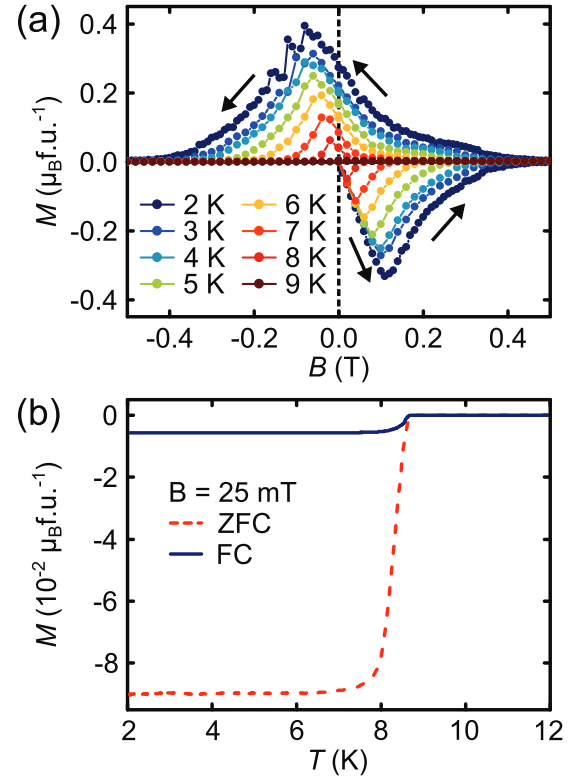 (a)
0.4
0.2
0.0
-0.2
-0.4
M (μBf.u.-1)
2 K 6 K
3 K 7 K
4 K 8 K
5 K 9 K
-0.4 -0.2 0.0 0.2 0.4
B (T)
(b)
0
-2
-4
-6
-8
M (10-2 μBf.u.-1)
B = 25 mT
ZFC
FC
2 4 6 8 10 12
T (K)